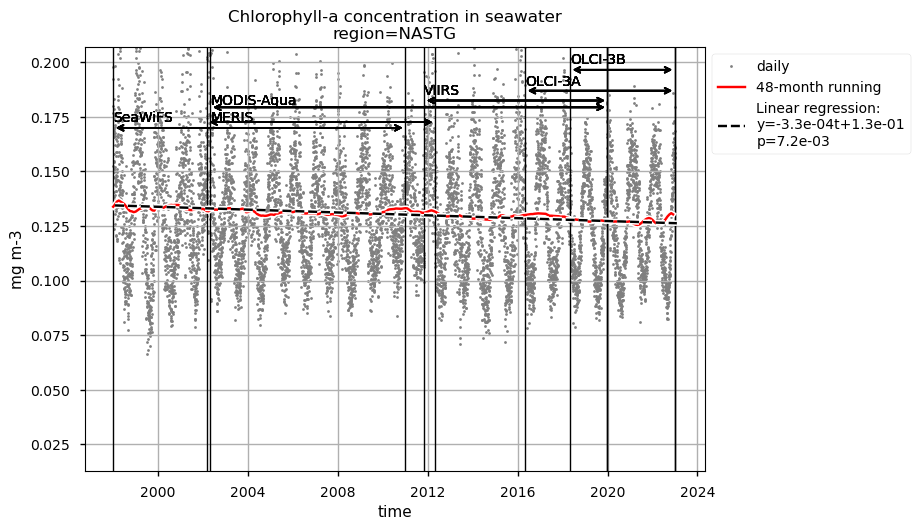 Chlorophyll-a concentration in seawater
region=NASTG
0.200
0.175
0.150
0.125
0.100
0.075
0.050
0.025
mg m-3
OLCI-3B
OLCI-3A
VIIRS
MODIS-Aqua
MERIS
SeaWiFS
2000 2004 2008 2012 2016 2020 2024
time
daily
48-month running
Linear regression:
y=-3.3e-04t+1.3e-01
p=7.2e-03